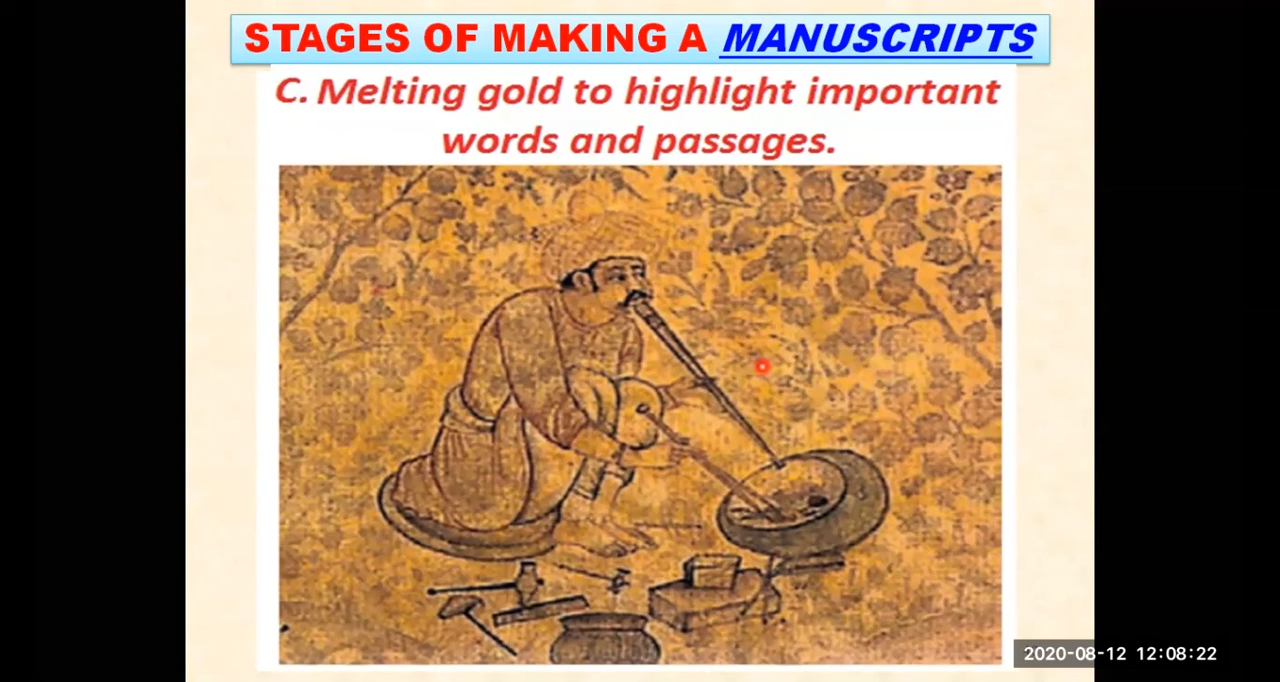 STAGES OF MAKING A MANUSCRIPTS
C. Melting gold to highlight important
words and passages.
2020-08-12 12:08:22